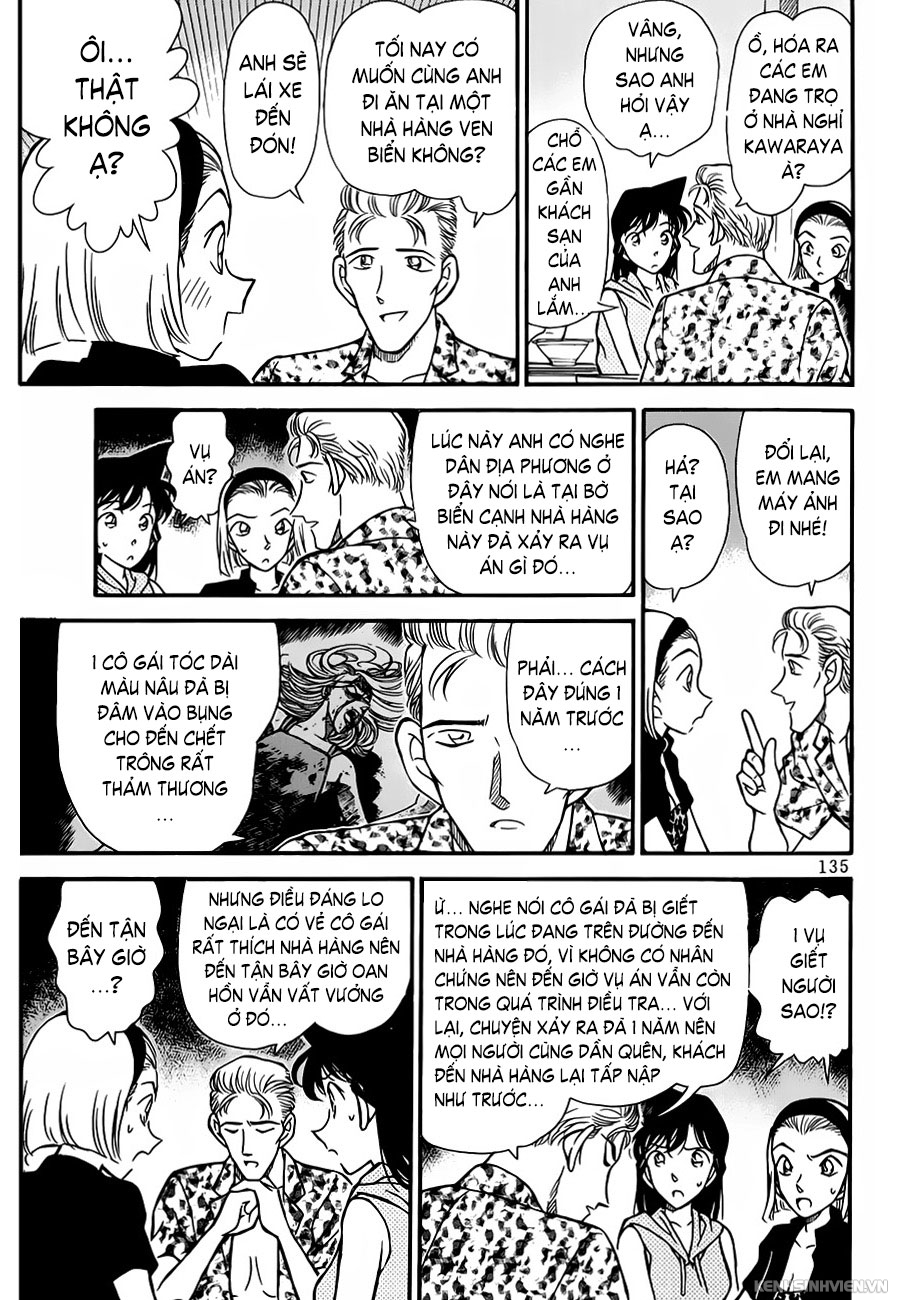 Ồ, HÓA RA
CÁC EM
ĐANG TRỌ
Ở NHÀ NGHỈ
KAWARAYA
À?
VÂNG,
NHƯNG
SAO ANH
HỎI VẬY
Ạ...
CHỖ
CÁC EM
GẦN
KHÁCH
SẠN
CỦA
ANH
LẮM...
TỐI NAY CÓ
MUỐN CÙNG ANH
ĐI ĂN TẠI MỘT
NHÀ HÀNG VEN
BIỂN KHÔNG?
ANH SẼ
LÁI XE
ĐẾN
ĐÓN!
ÔI...
THẬT
KHÔNG
Ạ?
ĐỔI LẠI,
EM MANG
MÁY ẢNH
ĐI NHÉ!
HẢ?
TẠI
SAO
Ạ?
LÚC NÀY ANH CÓ NGHE
DÂN ĐỊA PHƯƠNG Ở
ĐÂY NÓI LÀ TẠI BỜ
BIỂN CẠNH NHÀ HÀNG
NÀY ĐÃ XẢY RA VỤ
ÁN GÌ ĐÓ...
VỤ
ÁN?
PHẢI... CÁCH
ĐÂY ĐÚNG 1
NĂM TRƯỚC
...
1 CÔ GÁI TÓC DÀI
MÀU NÂU ĐÃ BỊ
ĐÂM VÀO BỤNG
CHO ĐẾN CHẾT
TRÔNG RẤT
THẢM THƯƠNG
...
135
1 VỤ
GIẾT
NGƯỜI
SAO!?
Ừ... NGHE NÓI CÔ GÁI ĐÃ BỊ GIẾT
TRONG LÚC ĐANG TRÊN ĐƯỜNG ĐẾN
NHÀ HÀNG ĐÓ, VÌ KHÔNG CÓ NHÂN
CHỨNG NÊN ĐẾN GIỜ VỤ ÁN VẪN CÒN
TRONG QUÁ TRÌNH ĐIỀU TRA... VỚI
LẠI, CHUYỆN XẢY RA ĐÃ 1 NĂM NÊN
MỌI NGƯỜI CŨNG DẦN QUÊN, KHÁCH
ĐẾN NHÀ HÀNG LẠI TẤP NẬP
NHƯ TRƯỚC...
NHƯNG ĐIỀU ĐÁNG LO
NGẠI LÀ CÓ VẺ CÔ GÁI
RẤT THÍCH NHÀ HÀNG NÊN
ĐẾN TẬN BÂY GIỜ OAN
HỒN VẪN VẤT VƯỞNG
Ở ĐÓ...
ĐẾN TẬN
BÂY GIỜ
...?
KENHSINHVIEN.VN